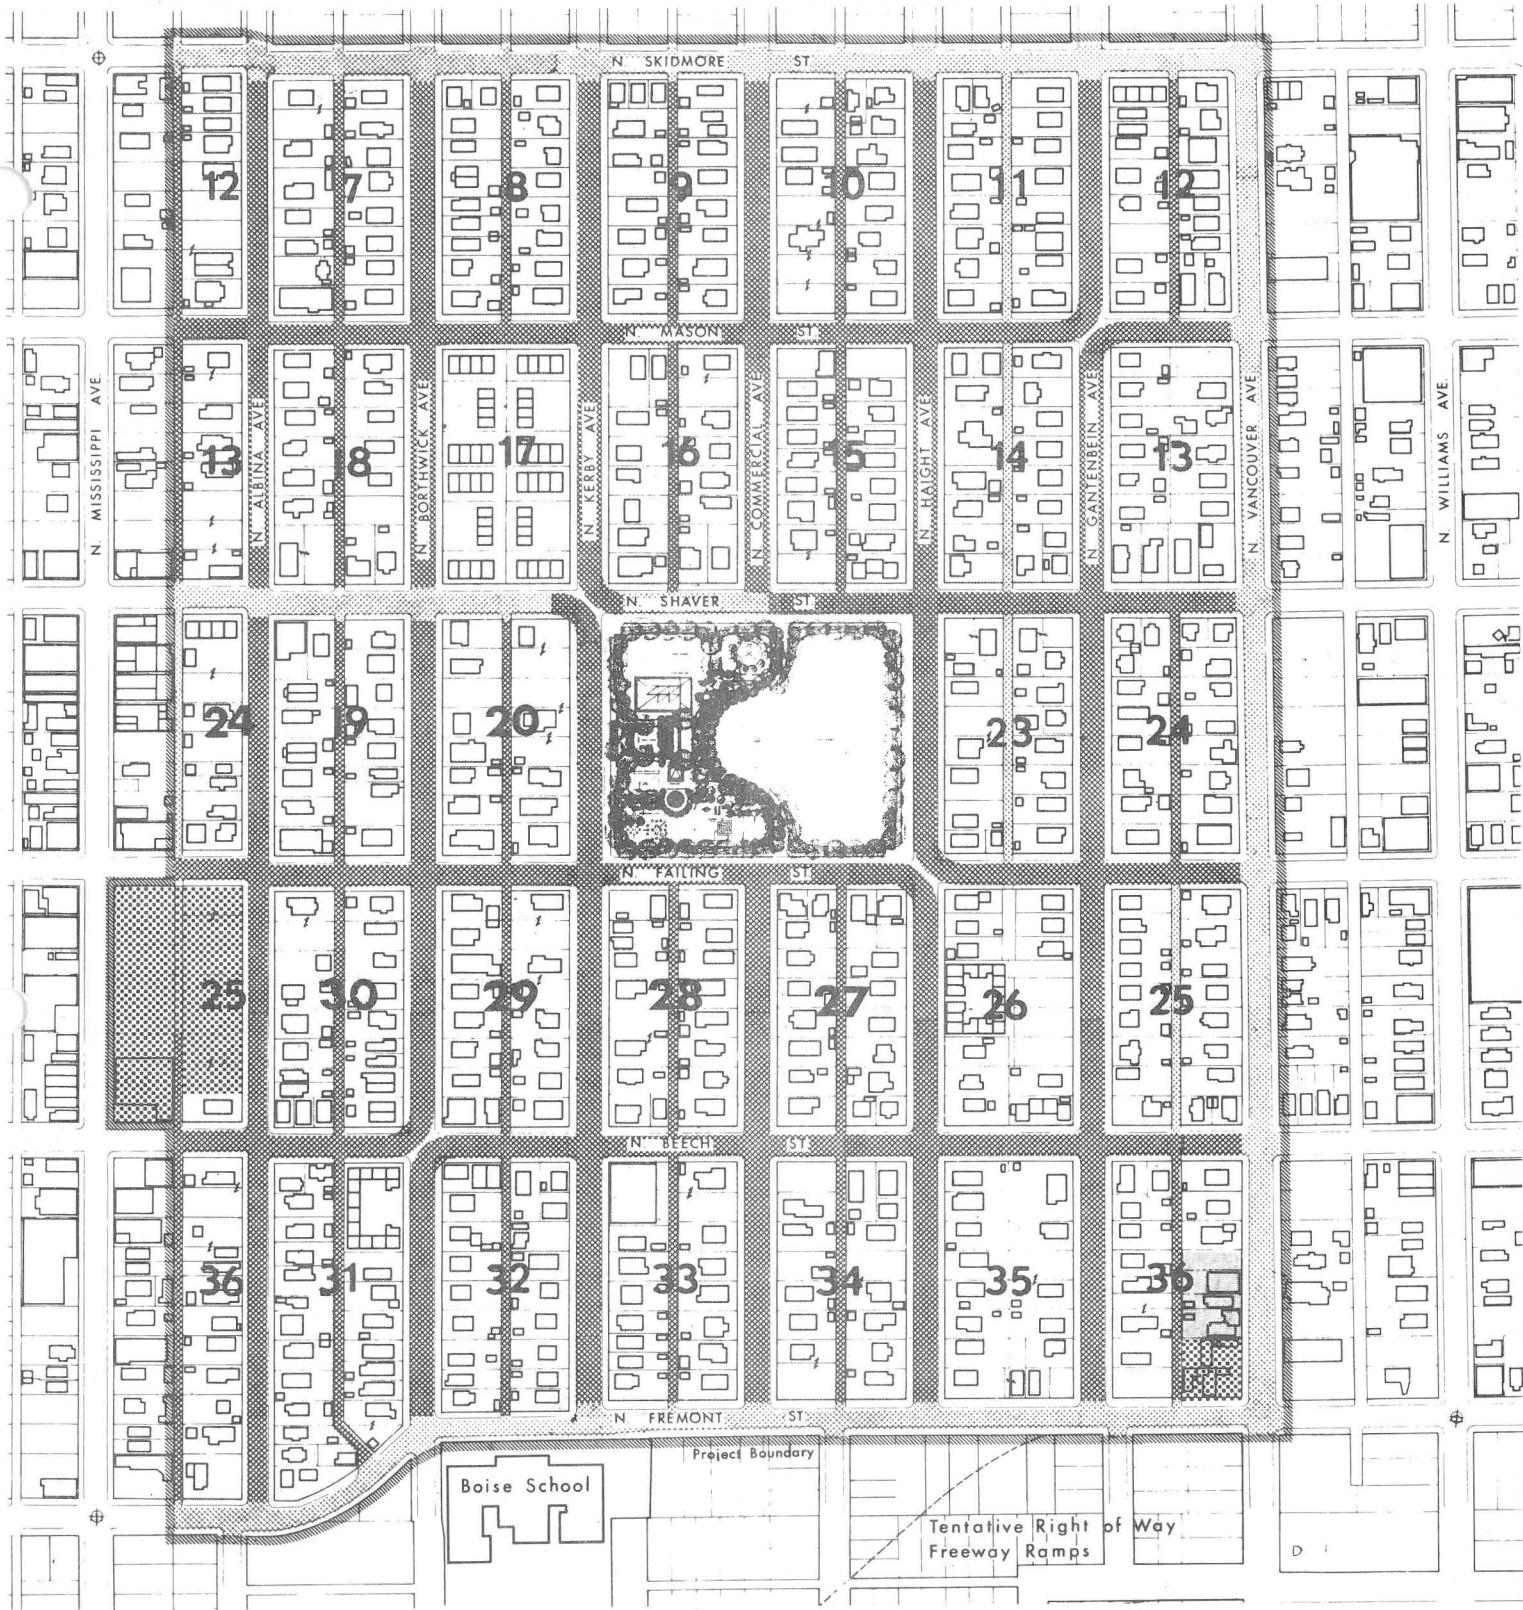 N. SKIDMORE ST.
12 7 8 9 10 11 12
N. MASON ST.
N. MISSISSIPPI AVE.
N. ALBINA AVE.
N. BORTHWICK AVE.
N. KERBY AVE.
N. COMMERCIAL AVE.
N. HAIGHT AVE.
N. GANTENBEIN AVE.
N. VANCOUVER AVE.
N. WILLIAMS AVE.
13 18 17 16 15 14 13
N. SHAVER ST.
24 19 20 23 24
N. FAILING ST.
25 30 29 28 27 26 25
N. BEECH ST.
36 31 32 33 34 35 36
N. FREMONT ST.
Project Boundary
Boise School
Tentative Right of Way
Freeway Ramps
D